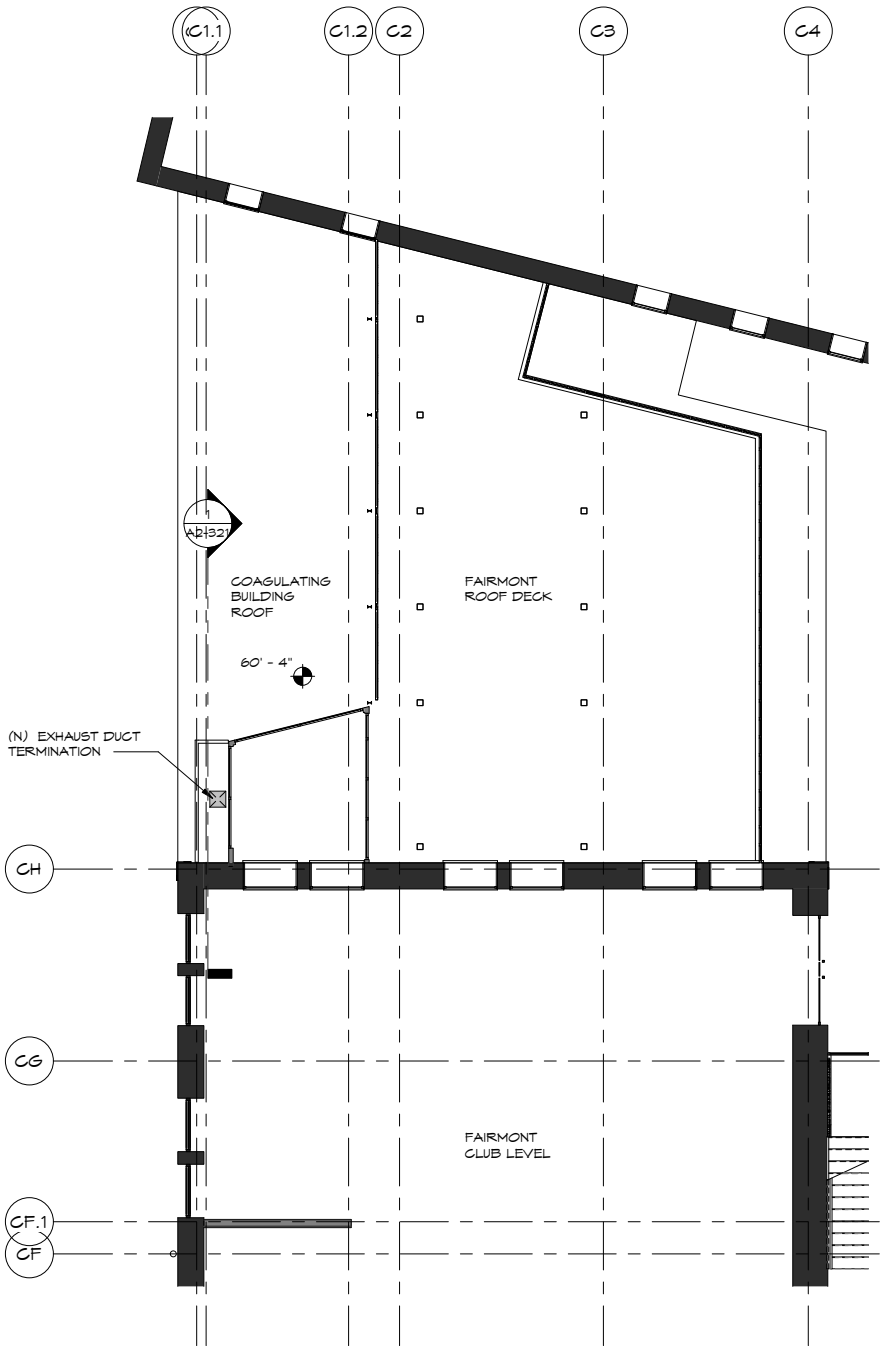 C1.1
C1.2
C2
C3
C4
1
A2-321
COAGULATING
BUILDING
ROOF
FAIRMONT
ROOF DECK
60' - 4"
(N) EXHAUST DUCT
TERMINATION
CH
CG
FAIRMONT
CLUB LEVEL
CF.1
CF